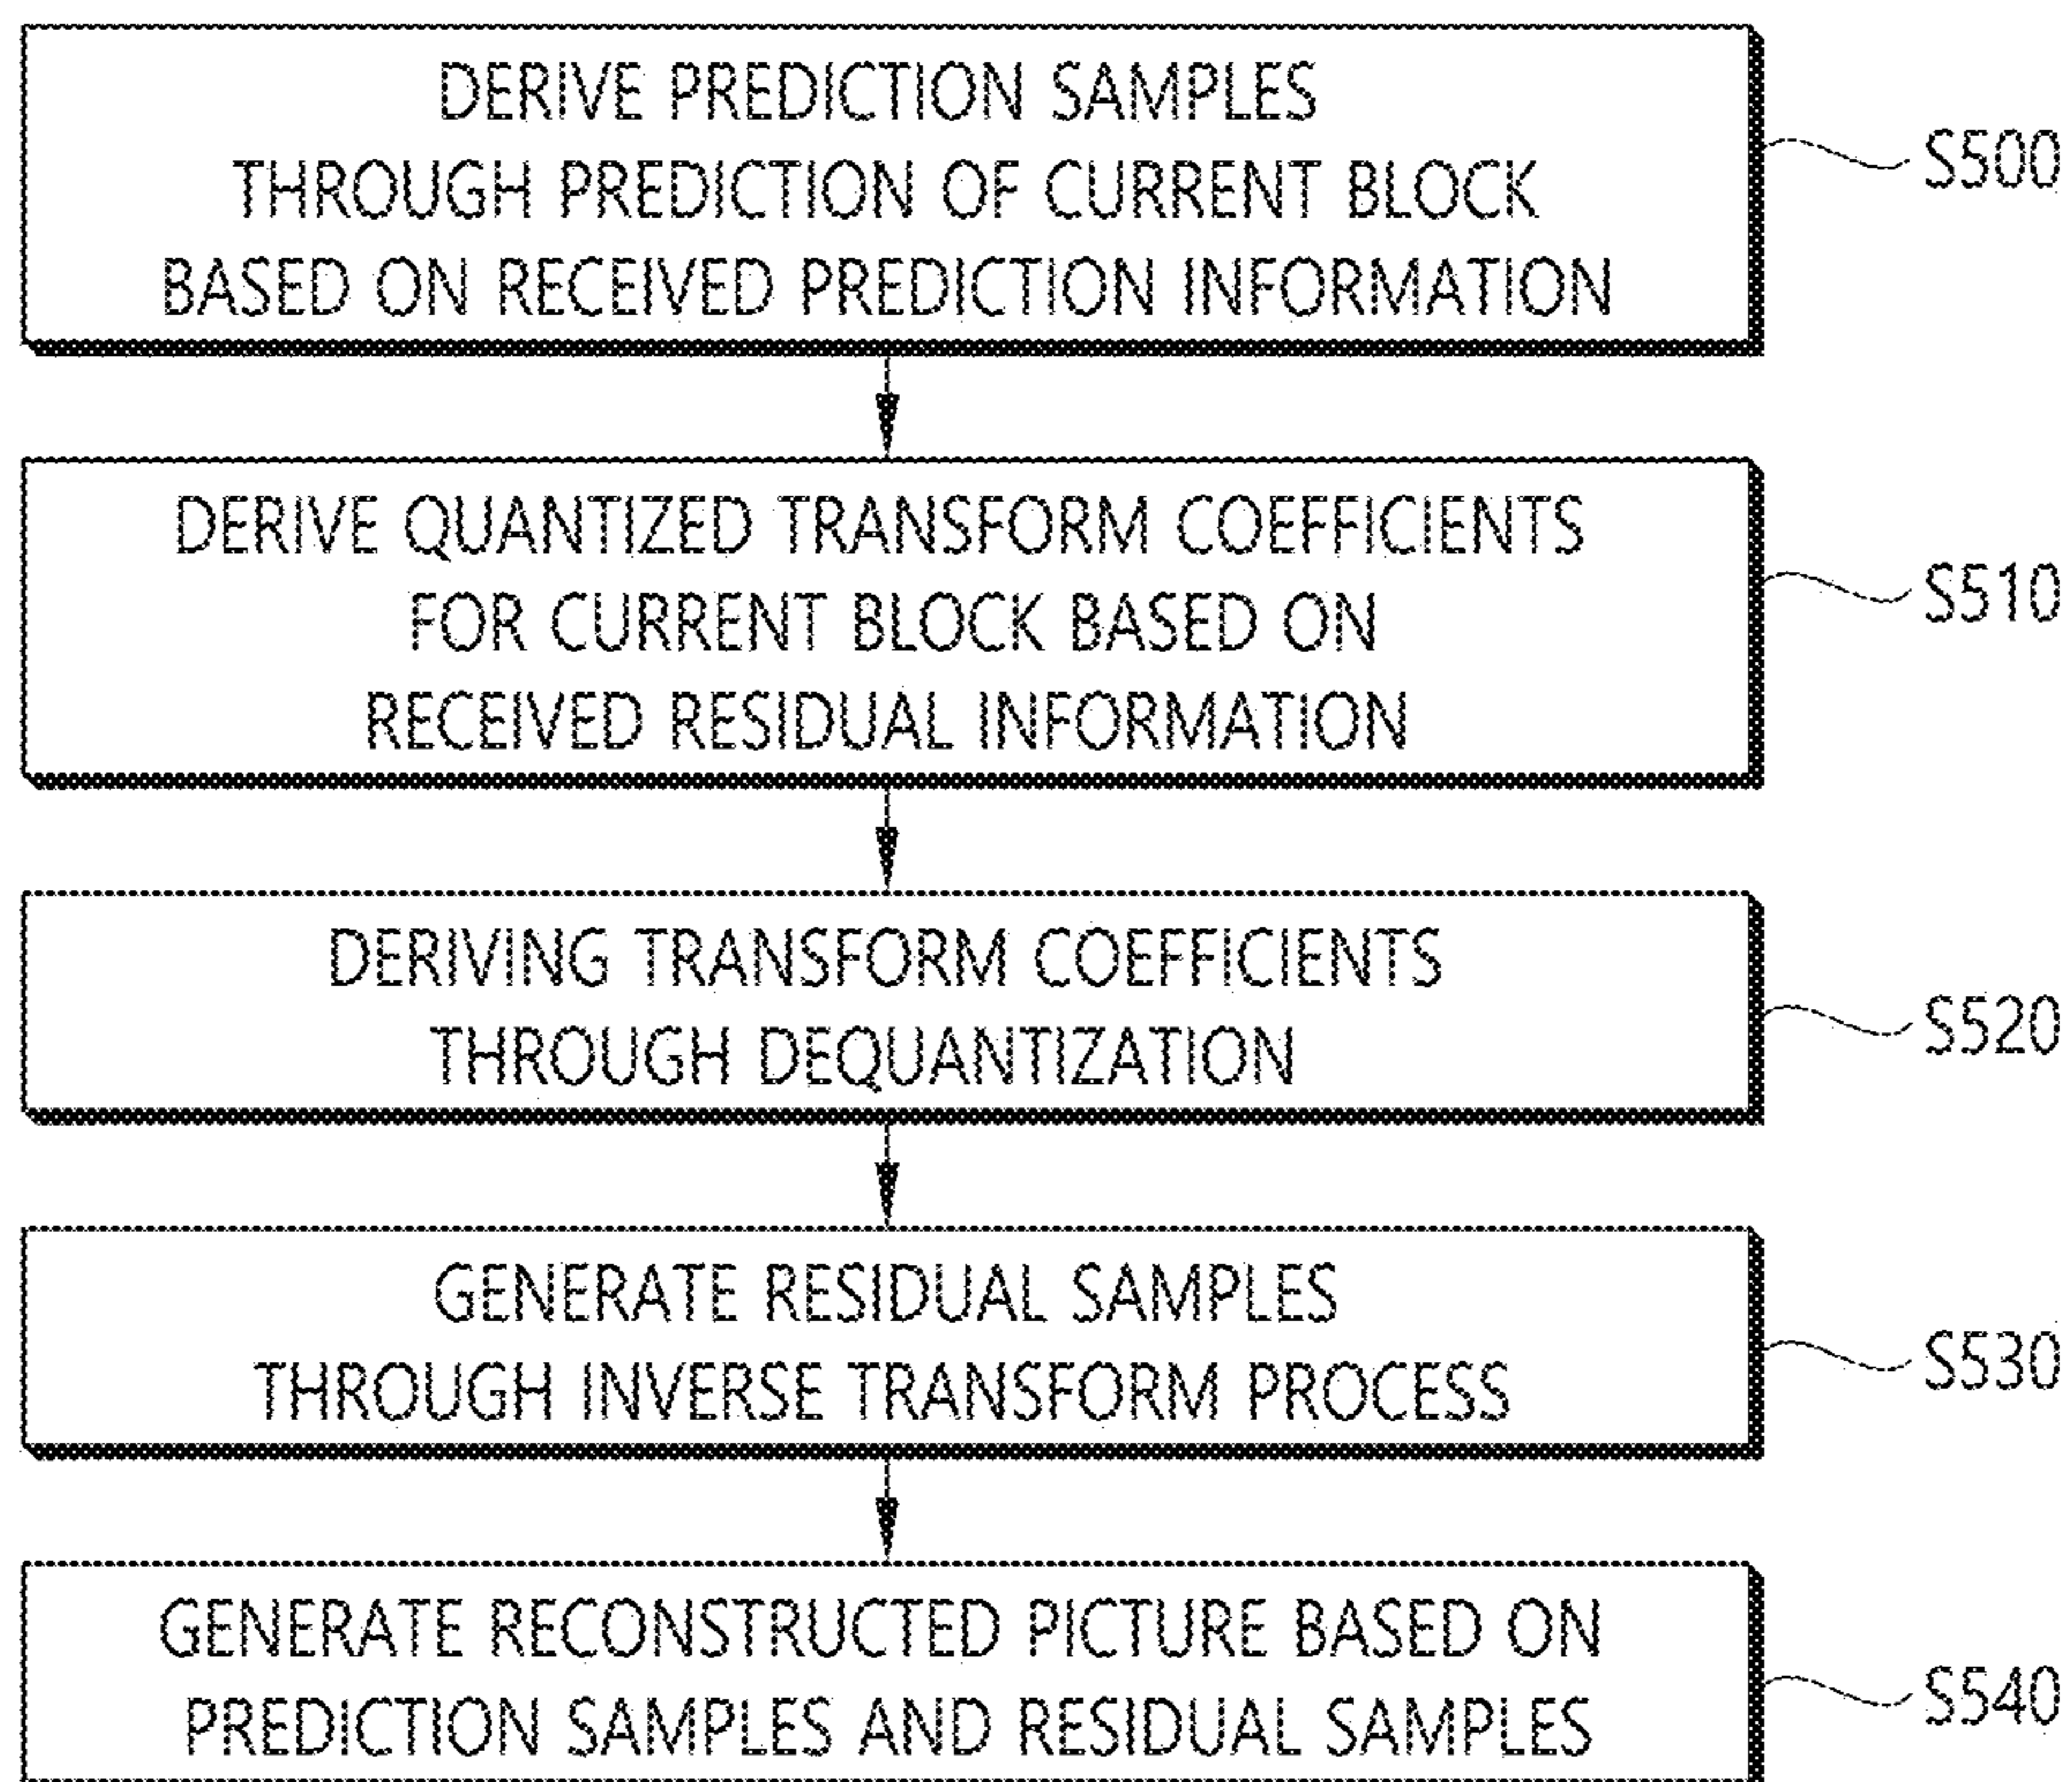 DERIVE PREDICTION SAMPLES
THROUGH PREDICTION OF CURRENT BLOCK
BASED ON RECEIVED PREDICTION INFORMATION
S500
DERIVE QUANTIZED TRANSFORM COEFFICIENTS
FOR CURRENT BLOCK BASED ON
RECEIVED RESIDUAL INFORMATION
S510
DERIVING TRANSFORM COEFFICIENTS
THROUGH DEQUANTIZATION
S520
GENERATE RESIDUAL SAMPLES
THROUGH INVERSE TRANSFORM PROCESS
S530
GENERATE RECONSTRUCTED PICTURE BASED ON
PREDICTION SAMPLES AND RESIDUAL SAMPLES
S540